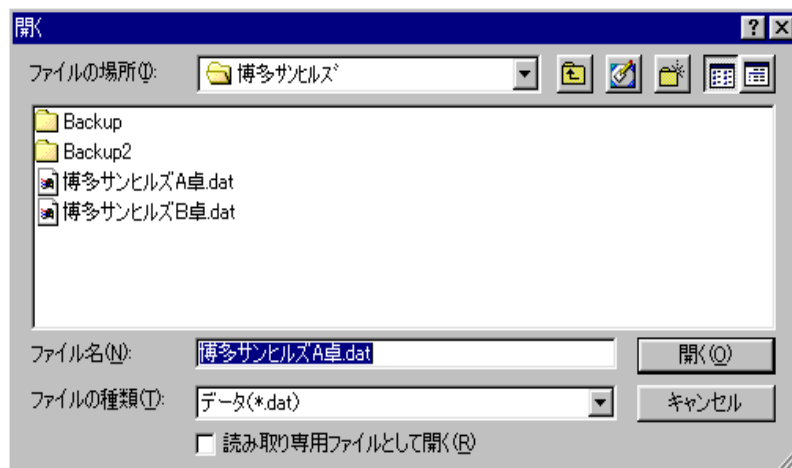 開く
ファイルの場所(I):
博多サンヒルズ
Backup
Backup2
博多サンヒルズA卓.dat
博多サンヒルズB卓.dat
ファイル名(N):
博多サンヒルズA卓.dat
開く(O)
ファイルの種類(T):
データ(*.dat)
キャンセル
読み取り専用ファイルとして開く(R)